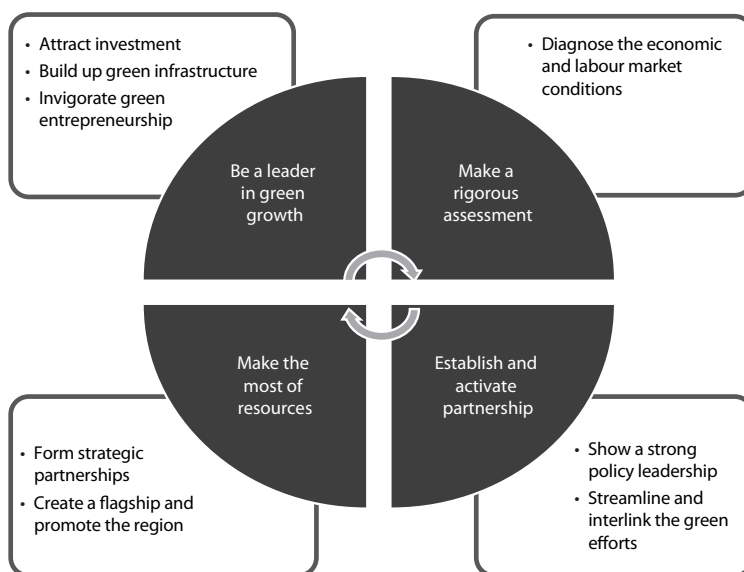 • Attract investment
• Build up green infrastructure
• Invigorate green
entrepreneurship
• Diagnose the economic
and labour market
conditions
Be a leader
in green
growth
Make a
rigorous
assessment
Make the
most of
resources
Establish and
activate
partnership
• Form strategic
partnerships
• Create a flagship and
promote the region
• Show a strong
policy leadership
• Streamline and
interlink the green
efforts